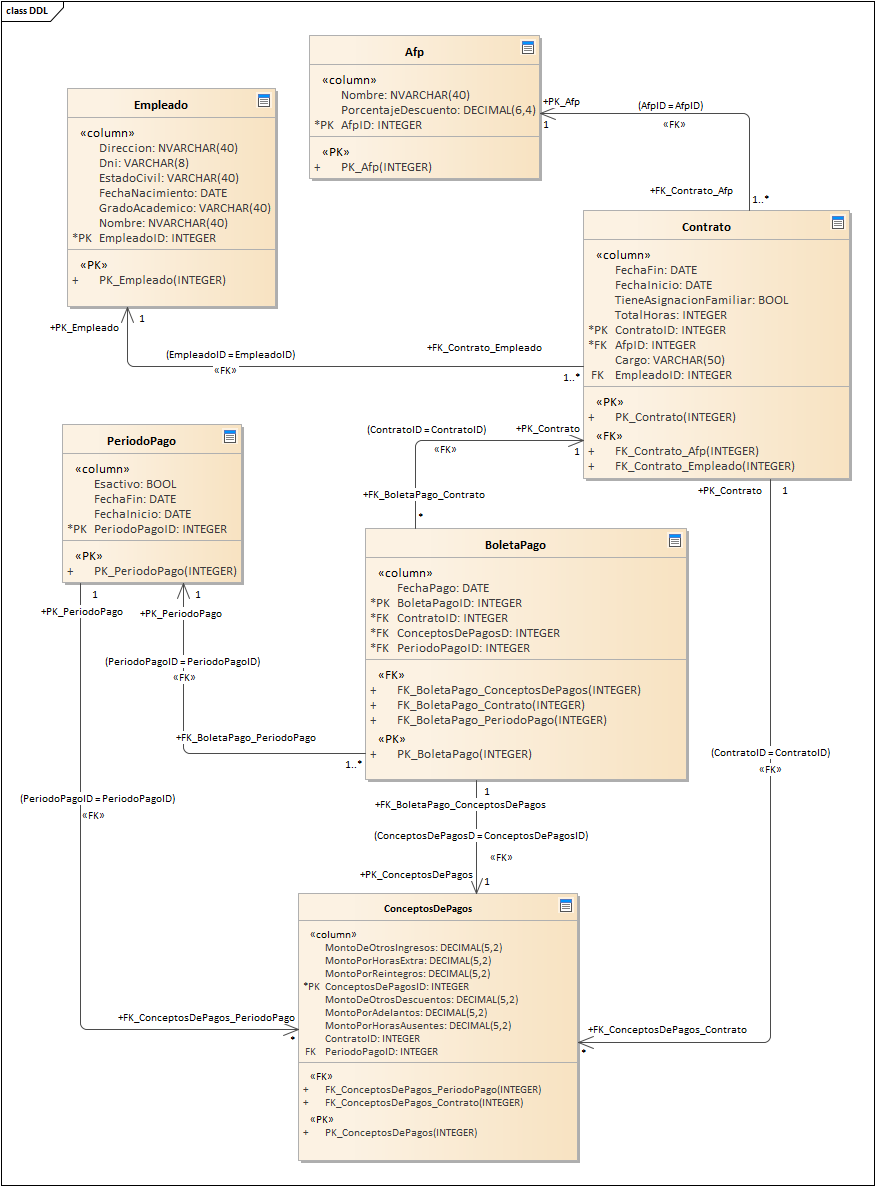 class DDL
Afp
«column»
Nombre: NVARCHAR(40)
PorcentajeDescuento: DECIMAL(6,4)
*PK AfpID: INTEGER
«PK»
+ PK_Afp(INTEGER)
Empleado
«column»
Direccion: NVARCHAR(40)
Dni: VARCHAR(8)
EstadoCivil: VARCHAR(40)
FechaNacimiento: DATE
GradoAcademico: VARCHAR(40)
Nombre: NVARCHAR(40)
*PK EmpleadoID: INTEGER
«PK»
+ PK_Empleado(INTEGER)
+PK_Afp
1
(AfpID = AfpID)
«FK»
+FK_Contrato_Afp
1..*
Contrato
«column»
FechaFin: DATE
FechaInicio: DATE
TieneAsignacionFamiliar: BOOL
TotalHoras: INTEGER
*PK ContratoID: INTEGER
*FK AfpID: INTEGER
Cargo: VARCHAR(50)
FK EmpleadoID: INTEGER
«PK»
+ PK_Contrato(INTEGER)
«FK»
+ FK_Contrato_Afp(INTEGER)
+ FK_Contrato_Empleado(INTEGER)
+PK_Empleado
1
(EmpleadoID = EmpleadoID)
«FK»
+FK_Contrato_Empleado
1..*
PeriodoPago
«column»
Esactivo: BOOL
FechaFin: DATE
FechaInicio: DATE
*PK PeriodoPagoID: INTEGER
«PK»
+ PK_PeriodoPago(INTEGER)
(ContratoID = ContratoID)
«FK»
+PK_Contrato
1
+FK_BoletaPago_Contrato
*
+PK_Contrato
1
BoletaPago
«column»
FechaPago: DATE
*PK BoletaPagoID: INTEGER
*FK ContratoID: INTEGER
*FK ConceptosDePagosD: INTEGER
*FK PeriodoPagoID: INTEGER
«FK»
+ FK_BoletaPago_ConceptosDePagos(INTEGER)
+ FK_BoletaPago_Contrato(INTEGER)
+ FK_BoletaPago_PeriodoPago(INTEGER)
«PK»
+ PK_BoletaPago(INTEGER)
1
+PK_PeriodoPago
1
+PK_PeriodoPago
(PeriodoPagoID = PeriodoPagoID)
«FK»
+FK_BoletaPago_PeriodoPago
1..*
(ContratoID = ContratoID)
«FK»
(PeriodoPagoID = PeriodoPagoID)
«FK»
1
+FK_BoletaPago_ConceptosDePagos
(ConceptosDePagosD = ConceptosDePagosID)
«FK»
+PK_ConceptosDePagos
1
ConceptosDePagos
«column»
MontoDeOtrosIngresos: DECIMAL(5,2)
MontoPorHorasExtra: DECIMAL(5,2)
MontoPorReintegros: DECIMAL(5,2)
*PK ConceptosDePagosID: INTEGER
MontoDeOtrosDescuentos: DECIMAL(5,2)
MontoPorAdelantos: DECIMAL(5,2)
MontoPorHorasAusentes: DECIMAL(5,2)
ContratoID: INTEGER
FK PeriodoPagoID: INTEGER
«FK»
+ FK_ConceptosDePagos_PeriodoPago(INTEGER)
+ FK_ConceptosDePagos_Contrato(INTEGER)
«PK»
+ PK_ConceptosDePagos(INTEGER)
+FK_ConceptosDePagos_PeriodoPago
*
+FK_ConceptosDePagos_Contrato
*